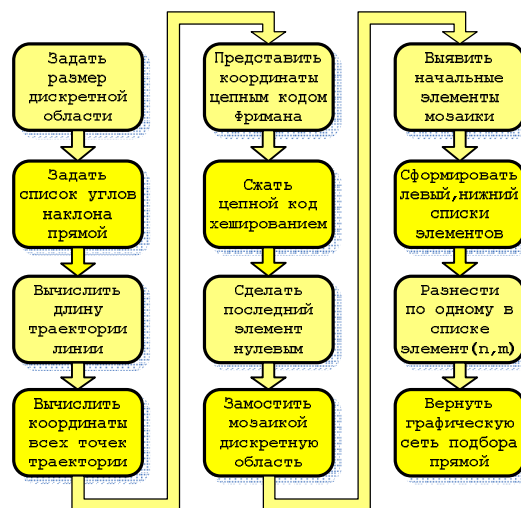 Задать
размер
дискретной
области
Задать
список углов
наклона
прямой
Вычислить
длину
траектории
линии
Вычислить
координаты
всех точек
траектории
Представить
координаты
цепным кодом
Фримана
Сжать
цепной код
хешированием
Сделать
последний
элемент
нулевым
Замостить
мозаикой
дискретную
область
Выявить
начальные
элементы
мозаики
Сформировать
левый,нижний
списки
элементов
Разнести
по одному в
списке
элемент(n,m)
Вернуть
графическую
сеть подбора
прямой